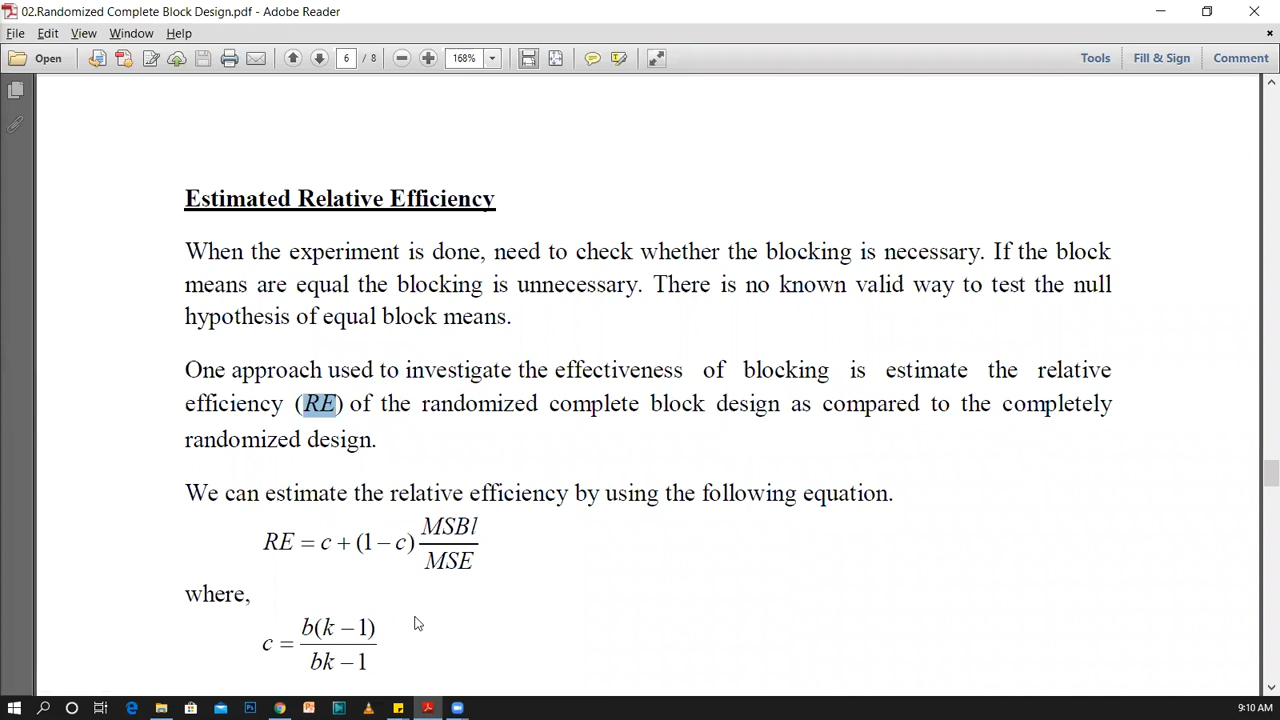 02.Randomized Complete Block Design.pdf - Adobe Reader
File Edit View Window Help
Open 6 / 8 168% Tools Fill & Sign Comment
Estimated Relative Efficiency
When the experiment is done, need to check whether the blocking is necessary. If the block
means are equal the blocking is unnecessary. There is no known valid way to test the null
hypothesis of equal block means.
One approach used to investigate the effectiveness of blocking is estimate the relative
efficiency (RE) of the randomized complete block design as compared to the completely
randomized design.
We can estimate the relative efficiency by using the following equation.
RE = c + (1 − c) MSBl / MSE
where,
c = b(k − 1) / bk − 1
9:10 AM